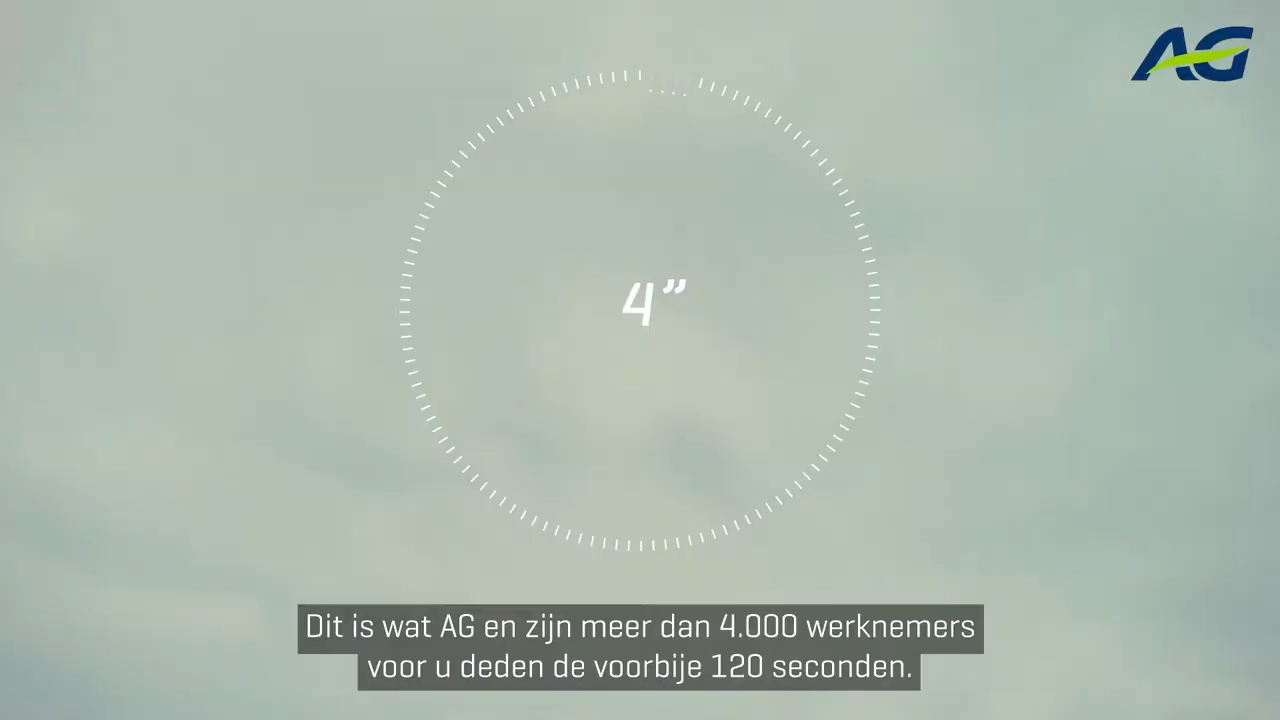 AG
4”
Dit is wat AG en zijn meer dan 4.000 werknemers
voor u deden de voorbije 120 seconden.